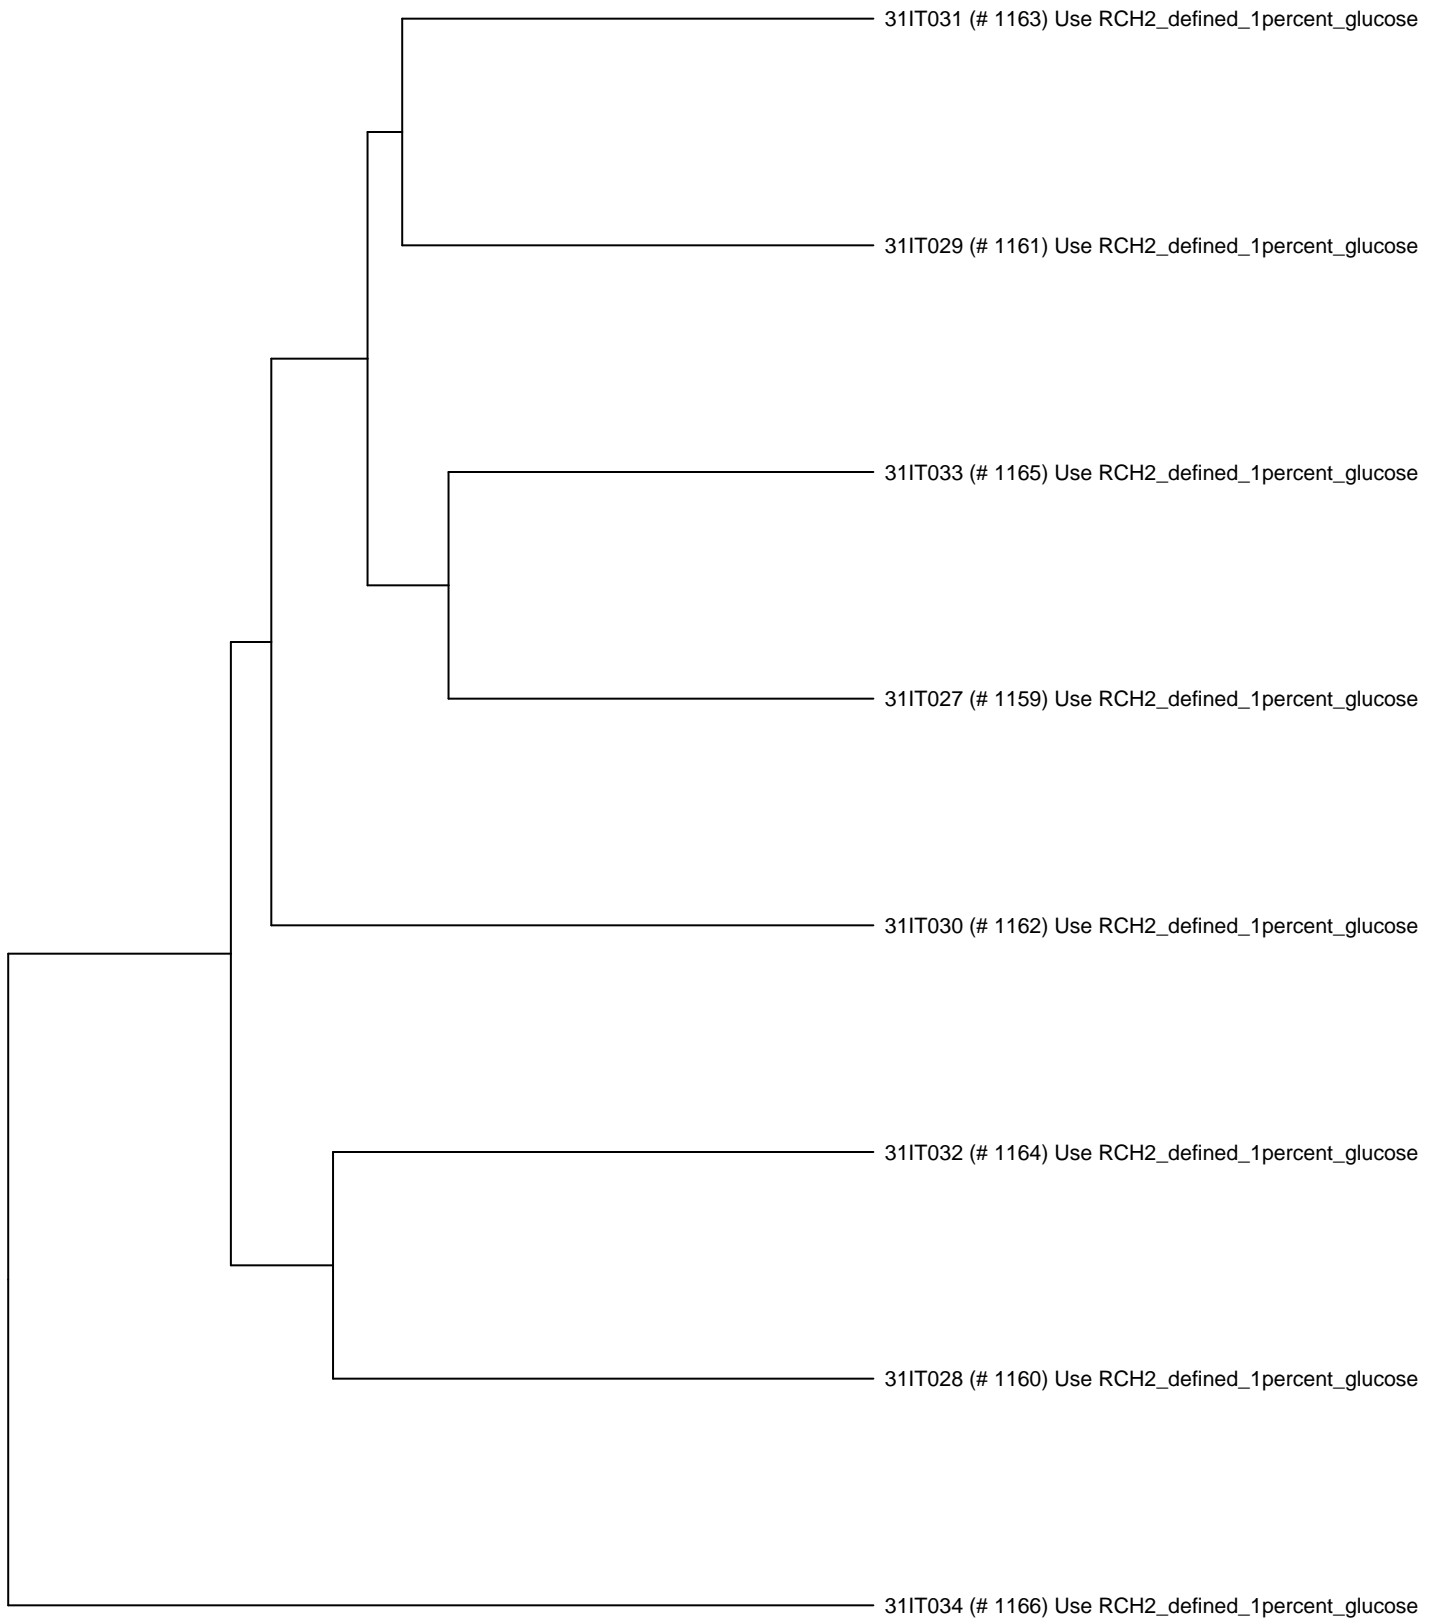 31IT031 (# 1163) Use RCH2_defined_1percent_glucose
31IT029 (# 1161) Use RCH2_defined_1percent_glucose
31IT033 (# 1165) Use RCH2_defined_1percent_glucose
31IT027 (# 1159) Use RCH2_defined_1percent_glucose
31IT030 (# 1162) Use RCH2_defined_1percent_glucose
31IT032 (# 1164) Use RCH2_defined_1percent_glucose
31IT028 (# 1160) Use RCH2_defined_1percent_glucose
31IT034 (# 1166) Use RCH2_defined_1percent_glucose